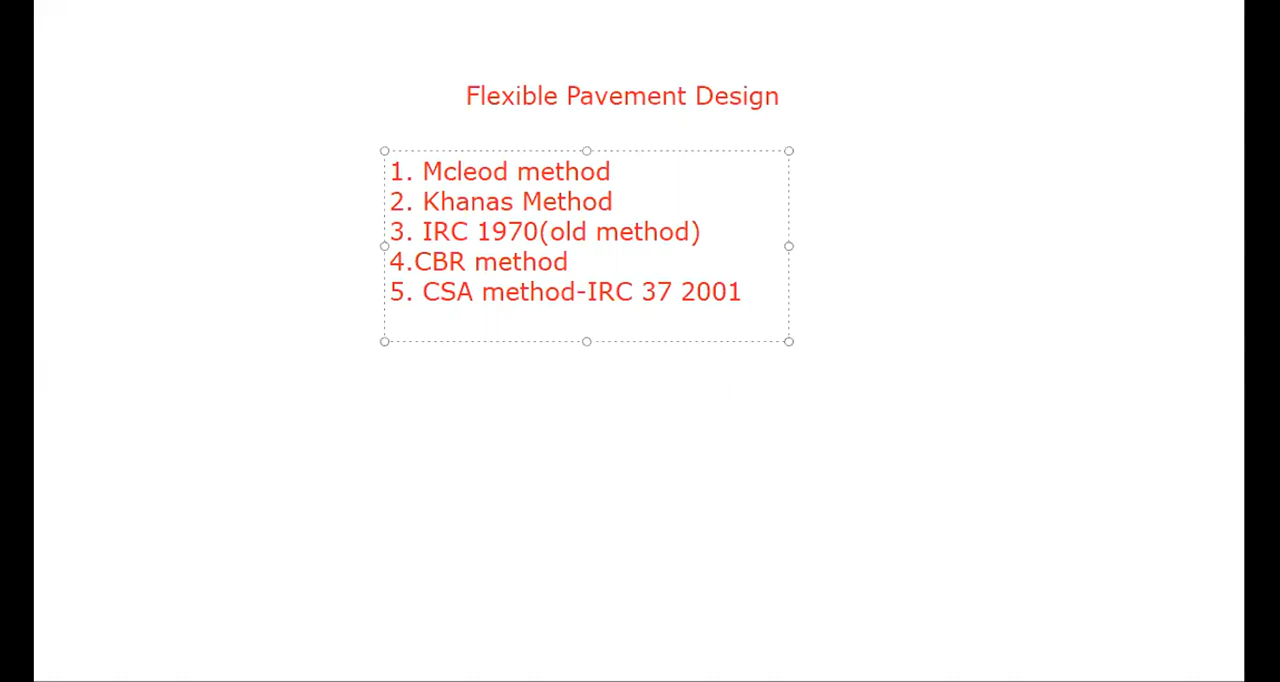 Flexible Pavement Design
1. Mcleod method
2. Khanas Method
3. IRC 1970(old method)
4.CBR method
5. CSA method-IRC 37 2001